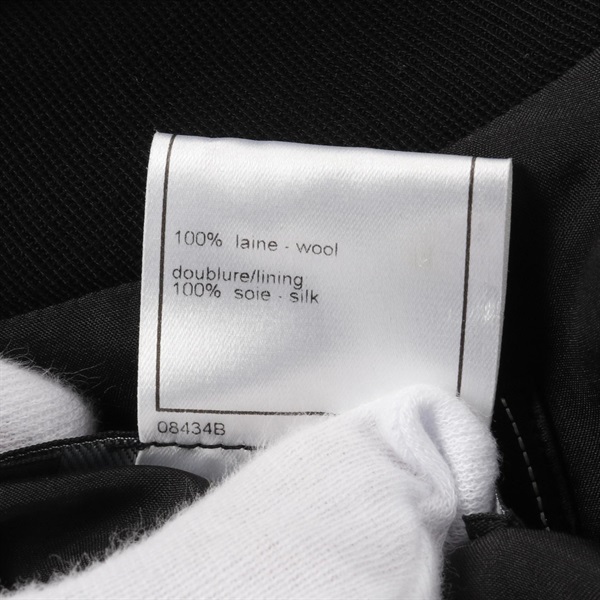 100% laine - wool
doublure/lining
100% soie - silk
08434B